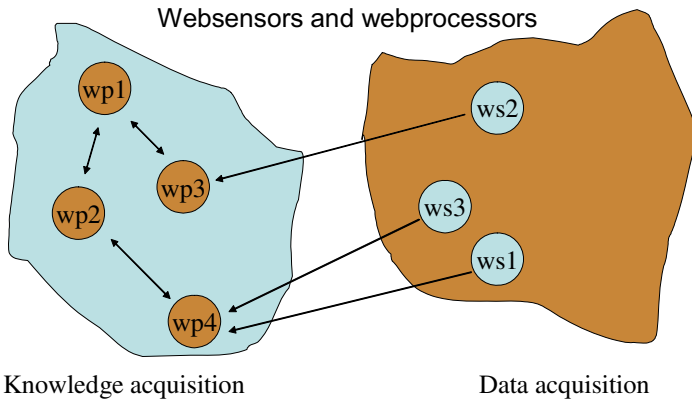 Websensors and webprocessors
wp1
ws2
wp3
wp2
ws3
ws1
wp4
Knowledge acquisition
Data acquisition